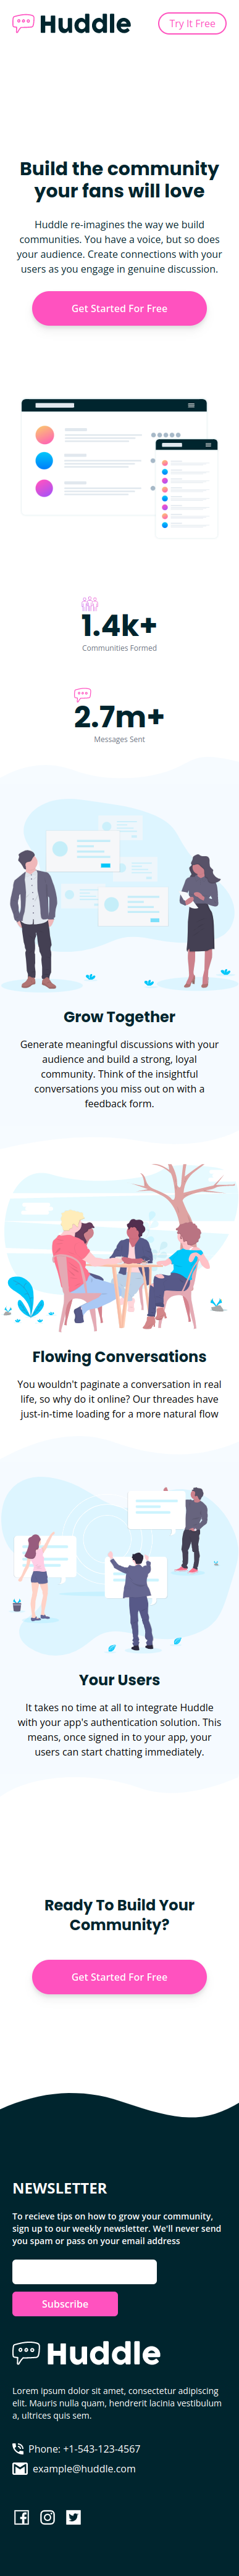 Huddle
Try It Free
Build the community
your fans will love
Huddle re-imagines the way we build
communities. You have a voice, but so does
your audience. Create connections with your
users as you engage in genuine discussion.
Get Started For Free
1.4k+
Communities Formed
2.7m+
Messages Sent
Grow Together
Generate meaningful discussions with your
audience and build a strong, loyal
community. Think of the insightful
conversations you miss out on with a
feedback form.
Flowing Conversations
You wouldn't paginate a conversation in real
life, so why do it online? Our threades have
just-in-time loading for a more natural flow
Your Users
It takes no time at all to integrate Huddle
with your app's authentication solution. This
means, once signed in to your app, your
users can start chatting immediately.
Ready To Build Your
Community?
Get Started For Free
NEWSLETTER
To recieve tips on how to grow your community,
sign up to our weekly newsletter. We'll never send
you spam or pass on your email address
Subscribe
Huddle
Lorem ipsum dolor sit amet, consectetur adipiscing
elit. Mauris nulla quam, hendrerit lacinia vestibulum
a, ultrices quis sem.
Phone: +1-543-123-4567
example@huddle.com